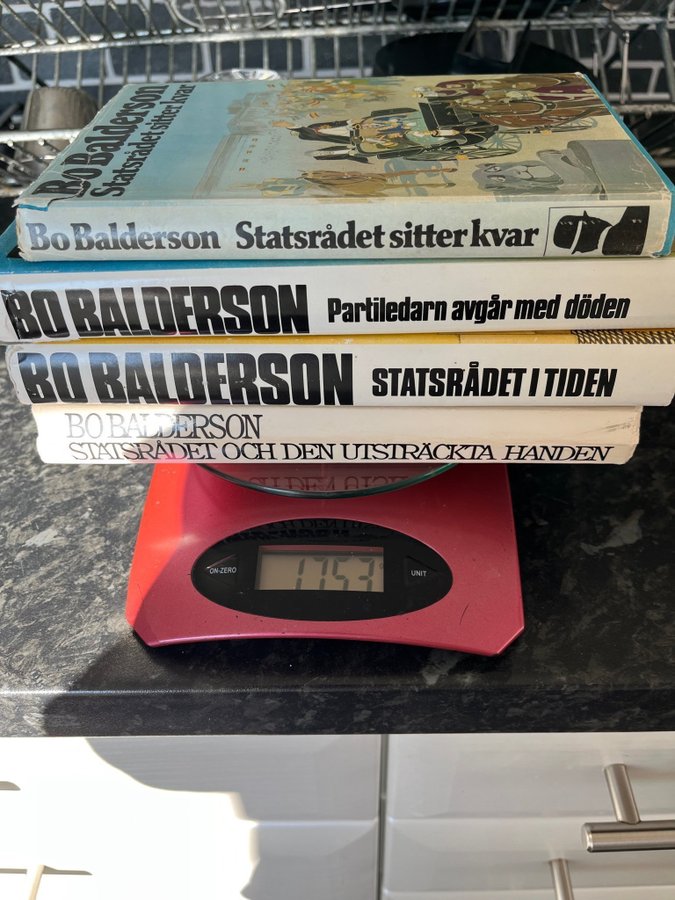 Bo Balderson
Statsrådet sitter kvar
Bo Balderson Statsrådet sitter kvar
BO BALDERSON Partiledarn avgår med döden
BO BALDERSON STATSRÅDET I TIDEN
BO BALDERSON
STATSRÅDET OCH DEN UTSTRÄCKTA HANDEN
ON-ZERO 1753 UNIT